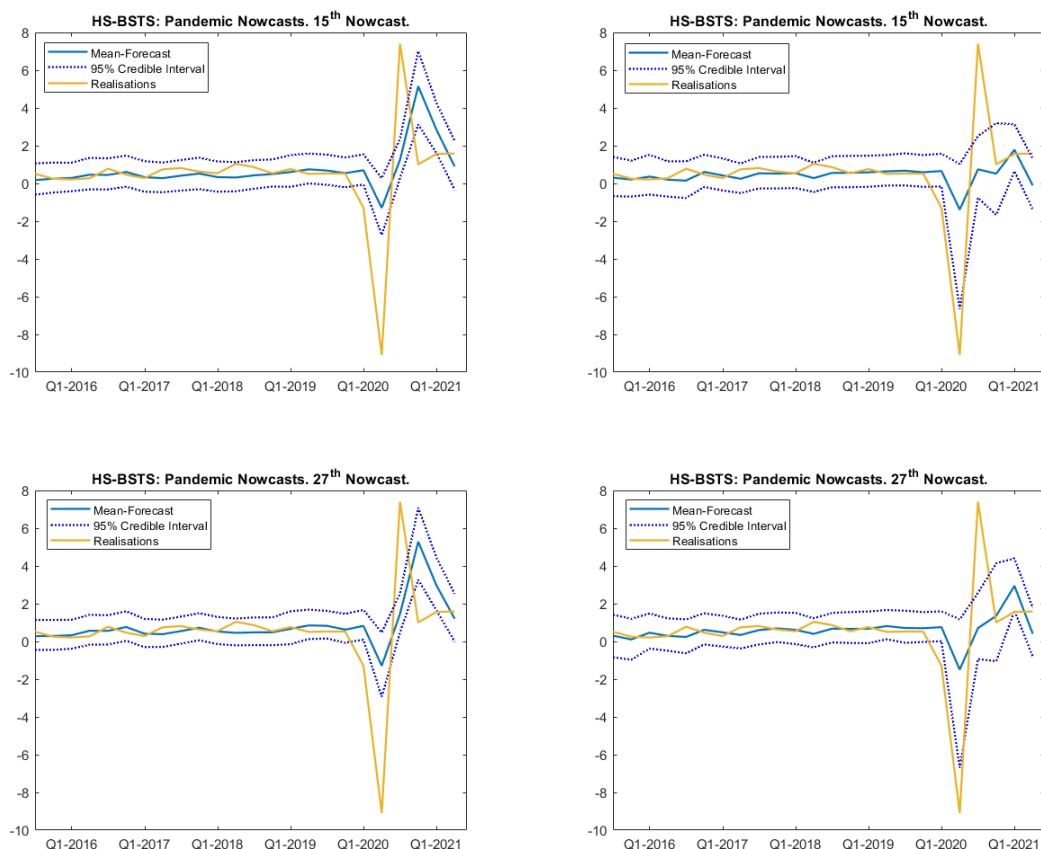 HS-BSTS: Pandemic Nowcasts. 15th Nowcast.
8
6
4
2
0
-2
-4
-6
-8
-10
Mean-Forecast
95% Credible Interval
Realisations
Q1-2016 Q1-2017 Q1-2018 Q1-2019 Q1-2020 Q1-2021
HS-BSTS: Pandemic Nowcasts. 15th Nowcast.
8
6
4
2
0
-2
-4
-6
-8
-10
Mean-Forecast
95% Credible Interval
Realisations
Q1-2016 Q1-2017 Q1-2018 Q1-2019 Q1-2020 Q1-2021
HS-BSTS: Pandemic Nowcasts. 27th Nowcast.
8
6
4
2
0
-2
-4
-6
-8
-10
Mean-Forecast
95% Credible Interval
Realisations
Q1-2016 Q1-2017 Q1-2018 Q1-2019 Q1-2020 Q1-2021
HS-BSTS: Pandemic Nowcasts. 27th Nowcast.
8
6
4
2
0
-2
-4
-6
-8
-10
Mean-Forecast
95% Credible Interval
Realisations
Q1-2016 Q1-2017 Q1-2018 Q1-2019 Q1-2020 Q1-2021